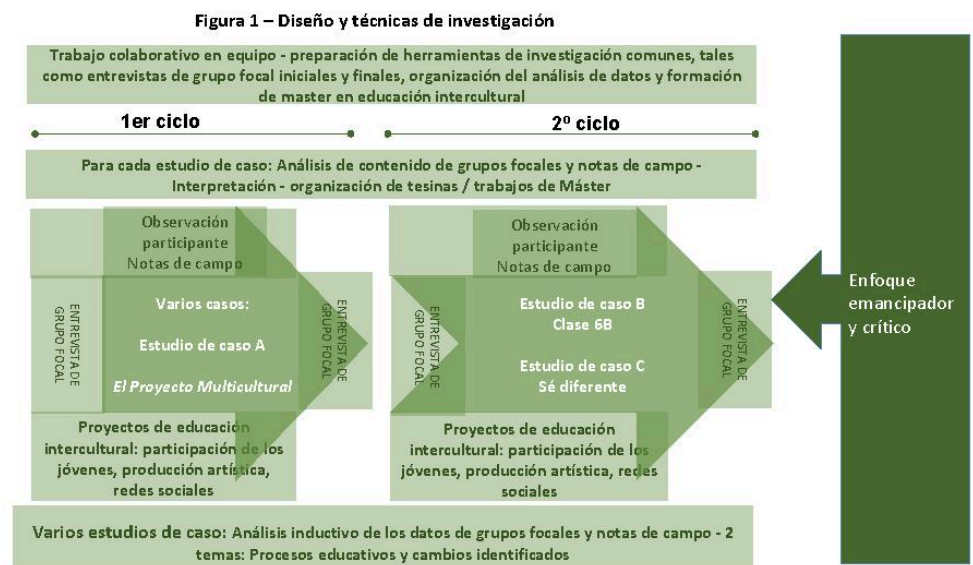 Figura 1 – Diseño y técnicas de investigación
Trabajo colaborativo en equipo - preparación de herramientas de investigación comunes, tales
como entrevistas de grupo focal iniciales y finales, organización del análisis de datos y formación
de master en educación intercultural
1er ciclo
2º ciclo
Para cada estudio de caso: Análisis de contenido de grupos focales y notas de campo -
Interpretación - organización de tesinas / trabajos de Máster
Observación
participante
Notas de campo
ENTREVISTA DE
GRUPO FOCAL
Varios casos:
Estudio de caso A
El Proyecto Multicultural
ENTREVISTA DE
GRUPO FOCAL
Proyectos de educación
intercultural: participación de los
jóvenes, producción artística,
redes sociales
Observación
participante
Notas de campo
ENTREVISTA DE
GRUPO FOCAL
Estudio de caso B
Clase 6B
Estudio de caso C
Sé diferente
ENTREVISTA DE
GRUPO FOCAL
Proyectos de educación
intercultural: participación de los
jóvenes, producción artística, redes
sociales
Enfoque
emancipador
y crítico
Varios estudios de caso: Análisis inductivo de los datos de grupos focales y notas de campo - 2
temas: Procesos educativos y cambios identificados